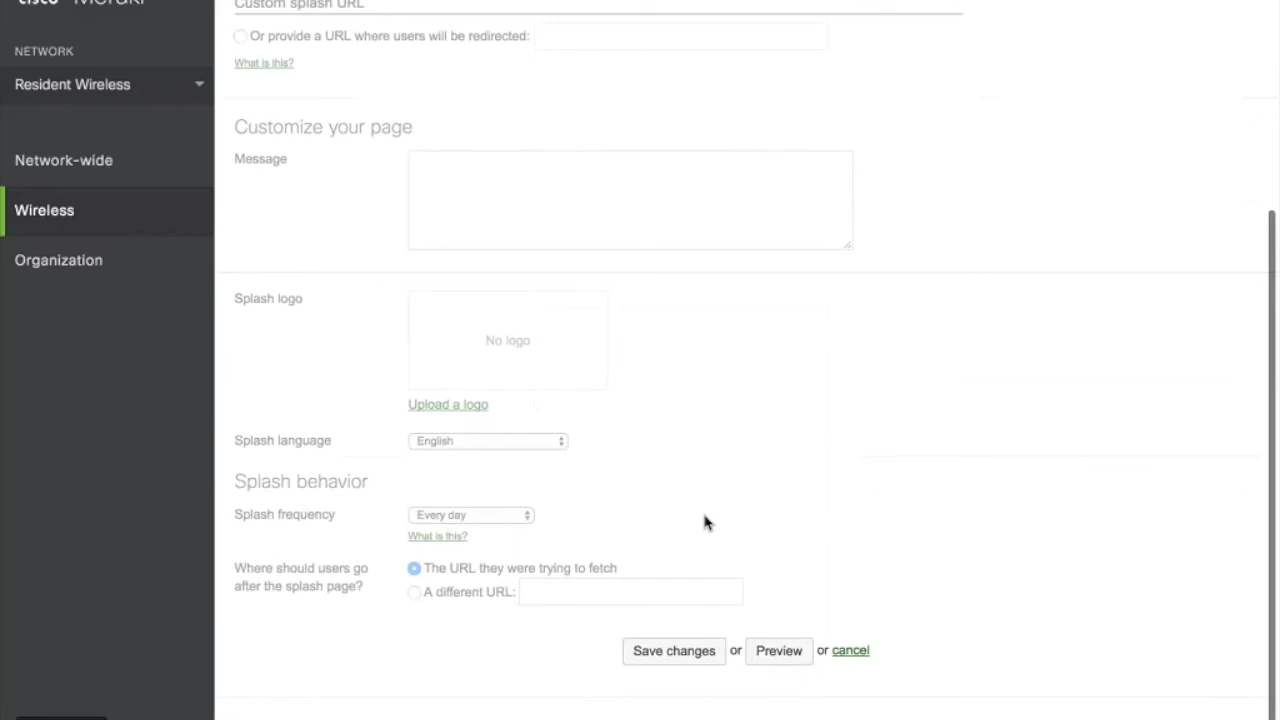 cisco Meraki
Custom splash URL
NETWORK
Or provide a URL where users will be redirected:
What is this?
Resident Wireless
Customize your page
Message
Network-wide
Wireless
Organization
Splash logo
No logo
Upload a logo
Splash language
English
Splash behavior
Splash frequency
Every day
What is this?
Where should users go
after the splash page?
The URL they were trying to fetch
A different URL:
Save changes or Preview or cancel